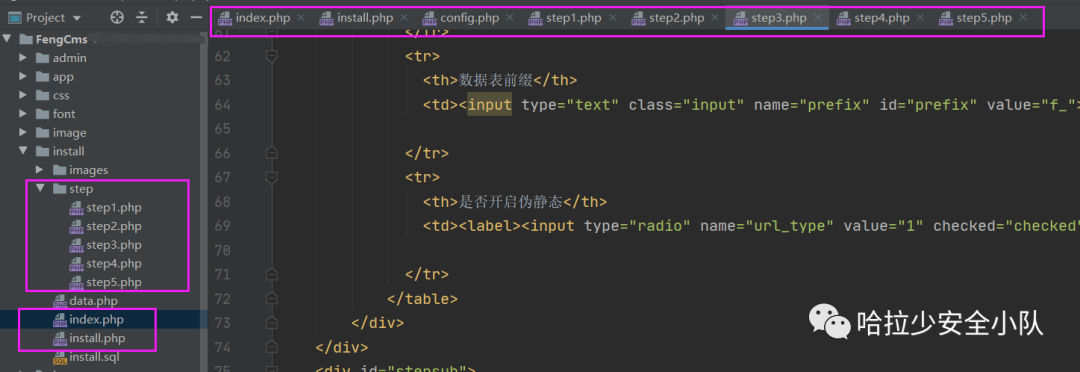 Project
index.php
install.php
config.php
step1.php
step2.php
step3.php
step4.php
step5.php
FengCms
admin
app
css
font
image
install
images
step
step1.php
step2.php
step3.php
step4.php
step5.php
data.php
index.php
install.php
install.sql
61 </tr>
62 <tr>
63 <th>数据表前缀</th>
64 <td><input type="text" class="input" name="prefix" id="prefix" value="f_">
65
66 </tr>
67 <tr>
68 <th>是否开启伪静态</th>
69 <td><label><input type="radio" name="url_type" value="1" checked="checked"
70
71 </tr>
72 </table>
73 </div>
74 </div>
75 <div id="stepsub">
哈拉少安全小队